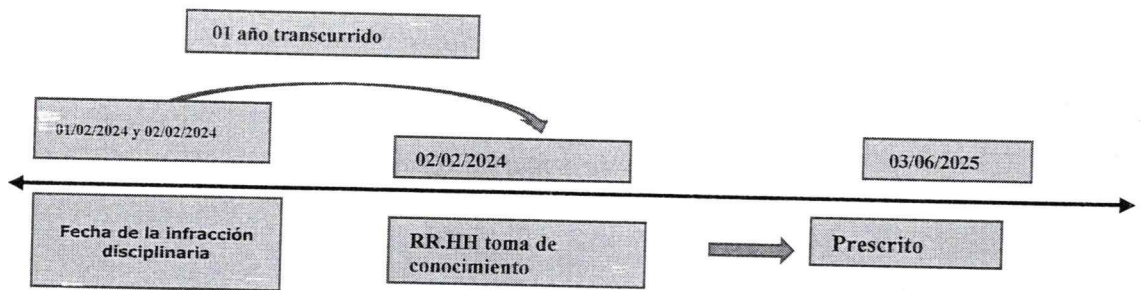 01 año transcurrido
01/02/2024 y 02/02/2024
02/02/2024
03/06/2025
Fecha de la infracción
disciplinaria
RR.HH toma de
conocimiento
Prescrito